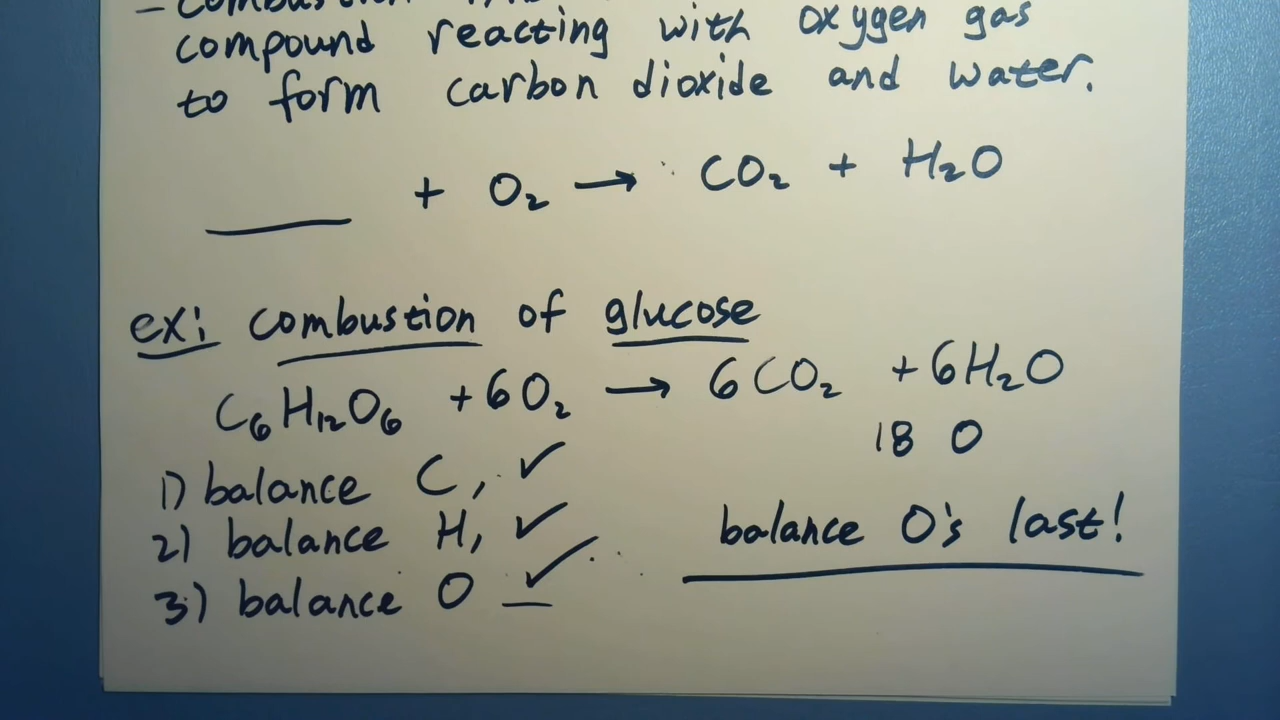 compound reacting with oxygen gas
to form carbon dioxide and water.
____ + O₂ → CO₂ + H₂O
ex: combustion of glucose
C₆H₁₂O₆ + 6O₂ → 6CO₂ + 6H₂O
18 O
1) balance C, ✓
2) balance H, ✓
3) balance O ✓
balance O's last!